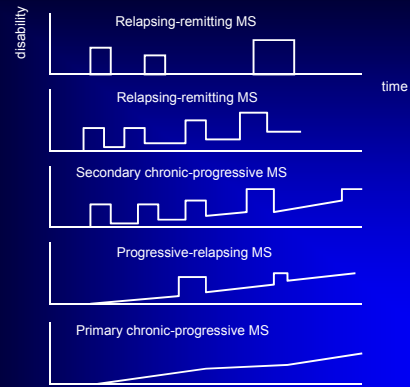 disability
Relapsing-remitting MS
time
Relapsing-remitting MS
Secondary chronic-progressive MS
Progressive-relapsing MS
Primary chronic-progressive MS